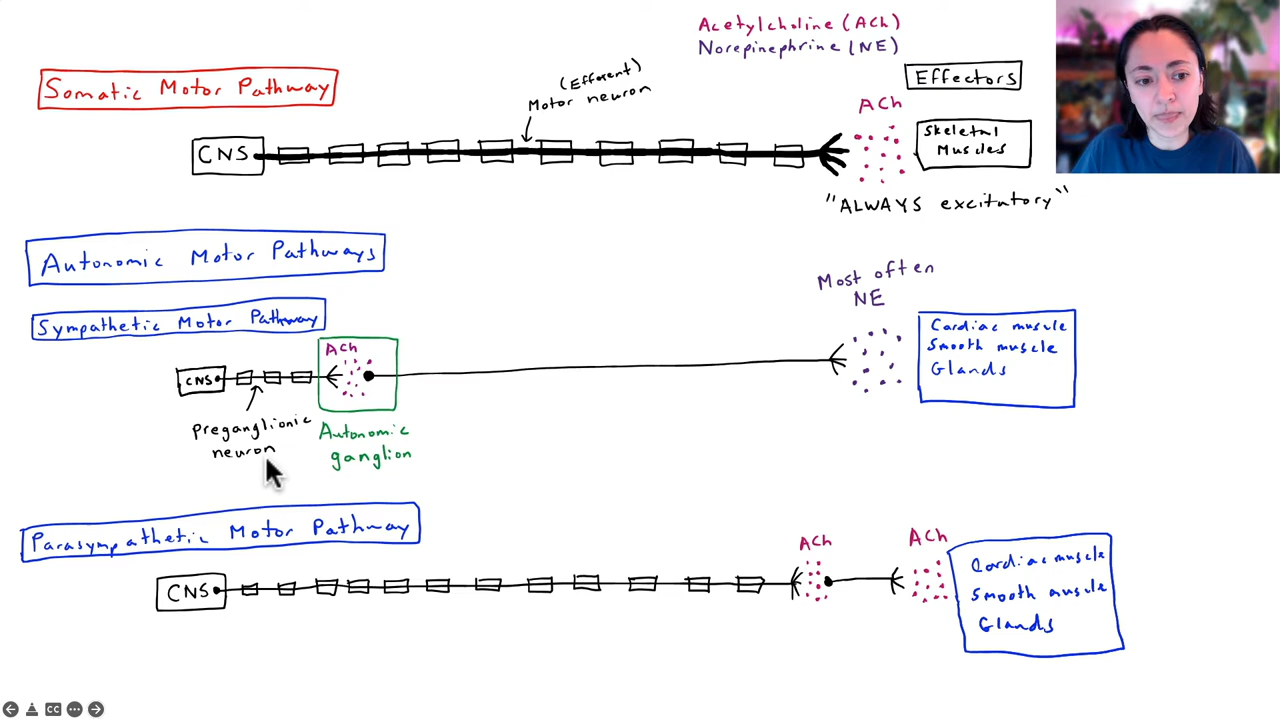 Acetylcholine (ACh)
Norepinephrine (NE)
Somatic Motor Pathway
(Efferent)
Motor neuron
Effectors
ACh
CNS
Skeletal
Muscles
"ALWAYS excitatory"
Autonomic Motor Pathways
Most often
NE
Sympathetic Motor Pathway
ACh
CNS
Cardiac muscle
Smooth muscle
Glands
Preganglionic
neuron
Autonomic
ganglion
Parasympathetic Motor Pathway
ACh
ACh
CNS
Cardiac muscle
Smooth muscle
Glands
CC